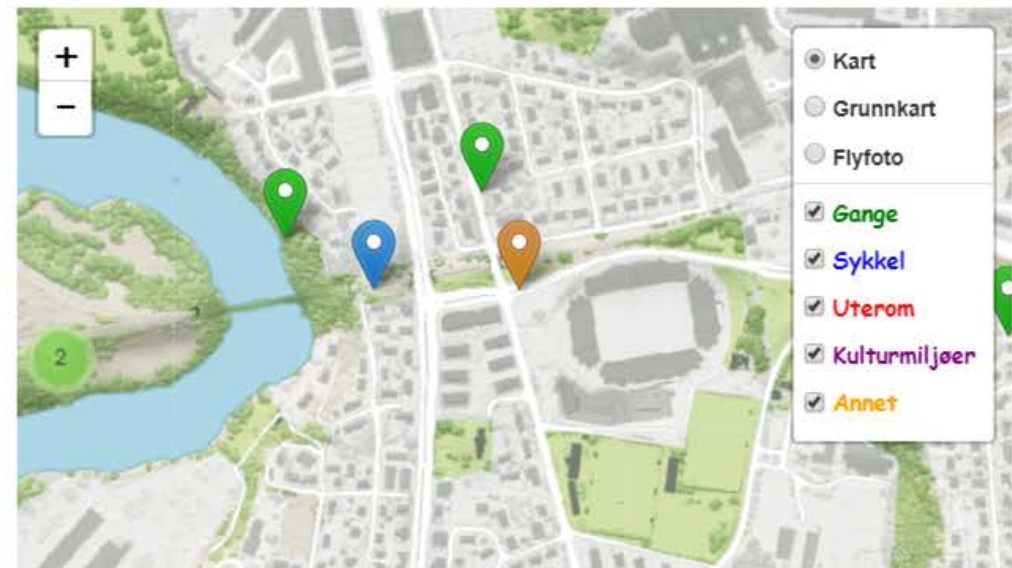 +
−
2
Kart
Grunnkart
Flyfoto
Gange
Sykkel
Uterom
Kulturmiljøer
Annet